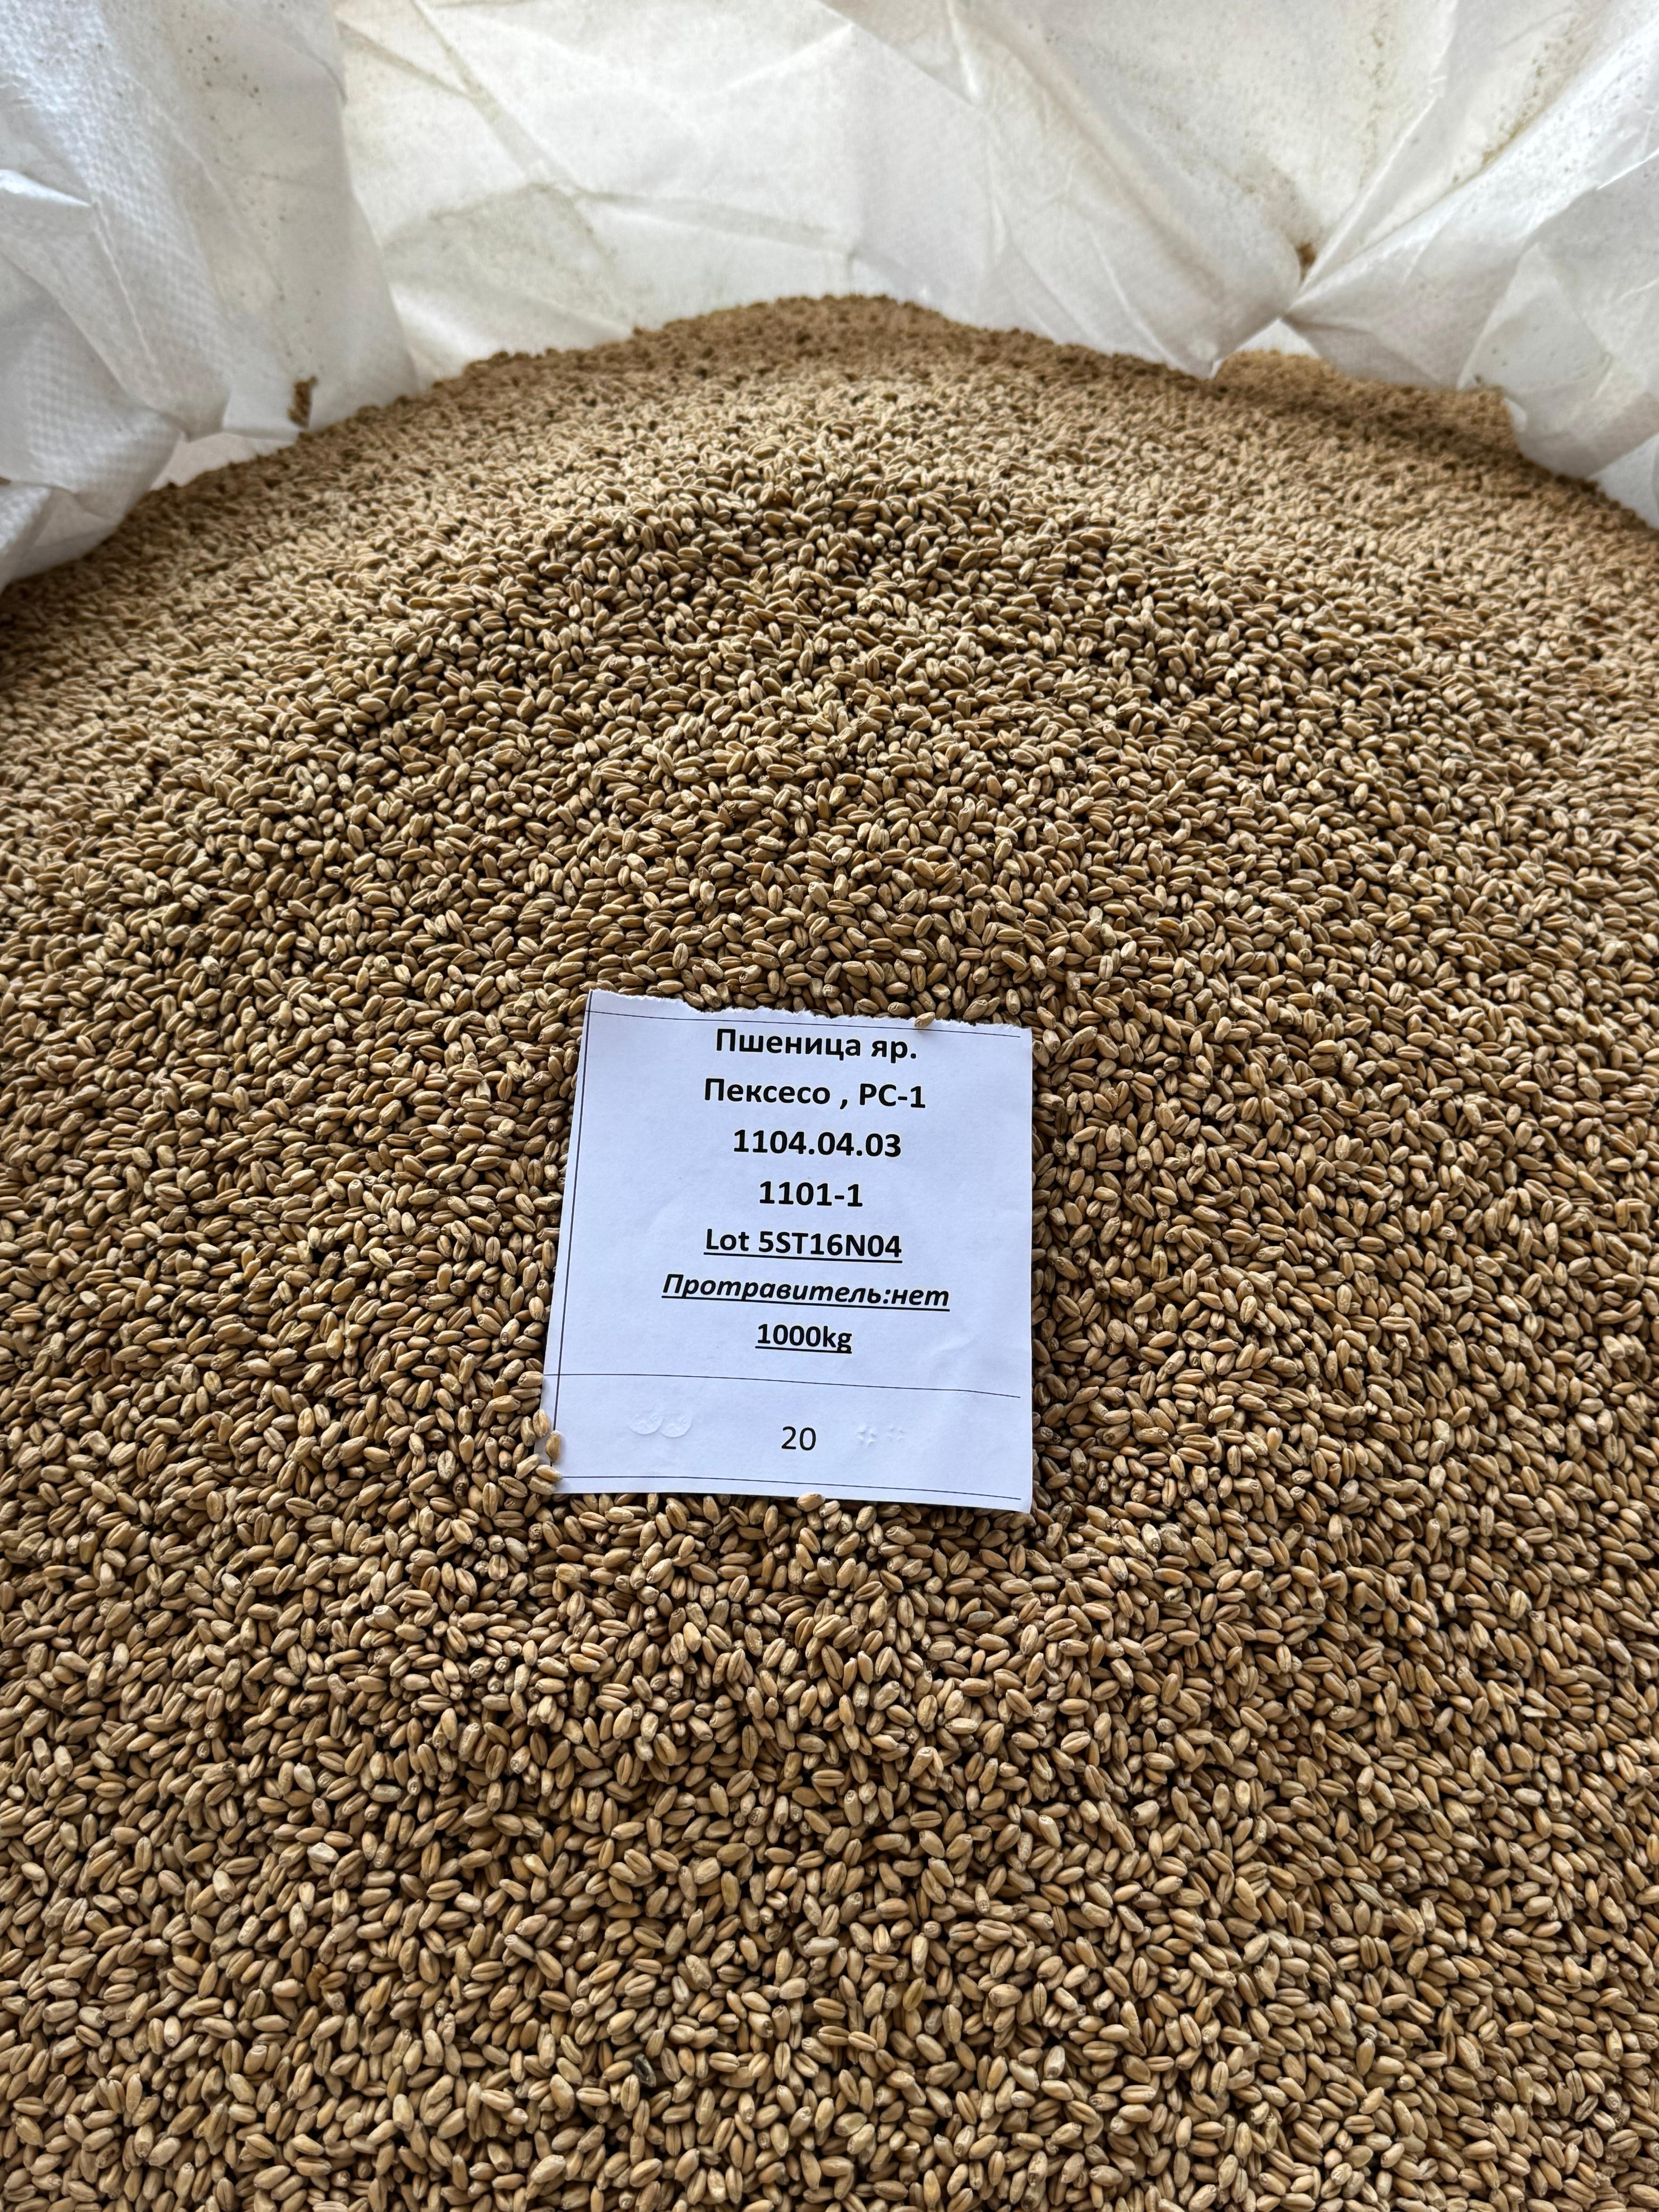 Пшеница яр.
Пексесо , РС-1
1104.04.03
1101-1
Lot 5ST16N04
Протравитель:нет
1000kg
20